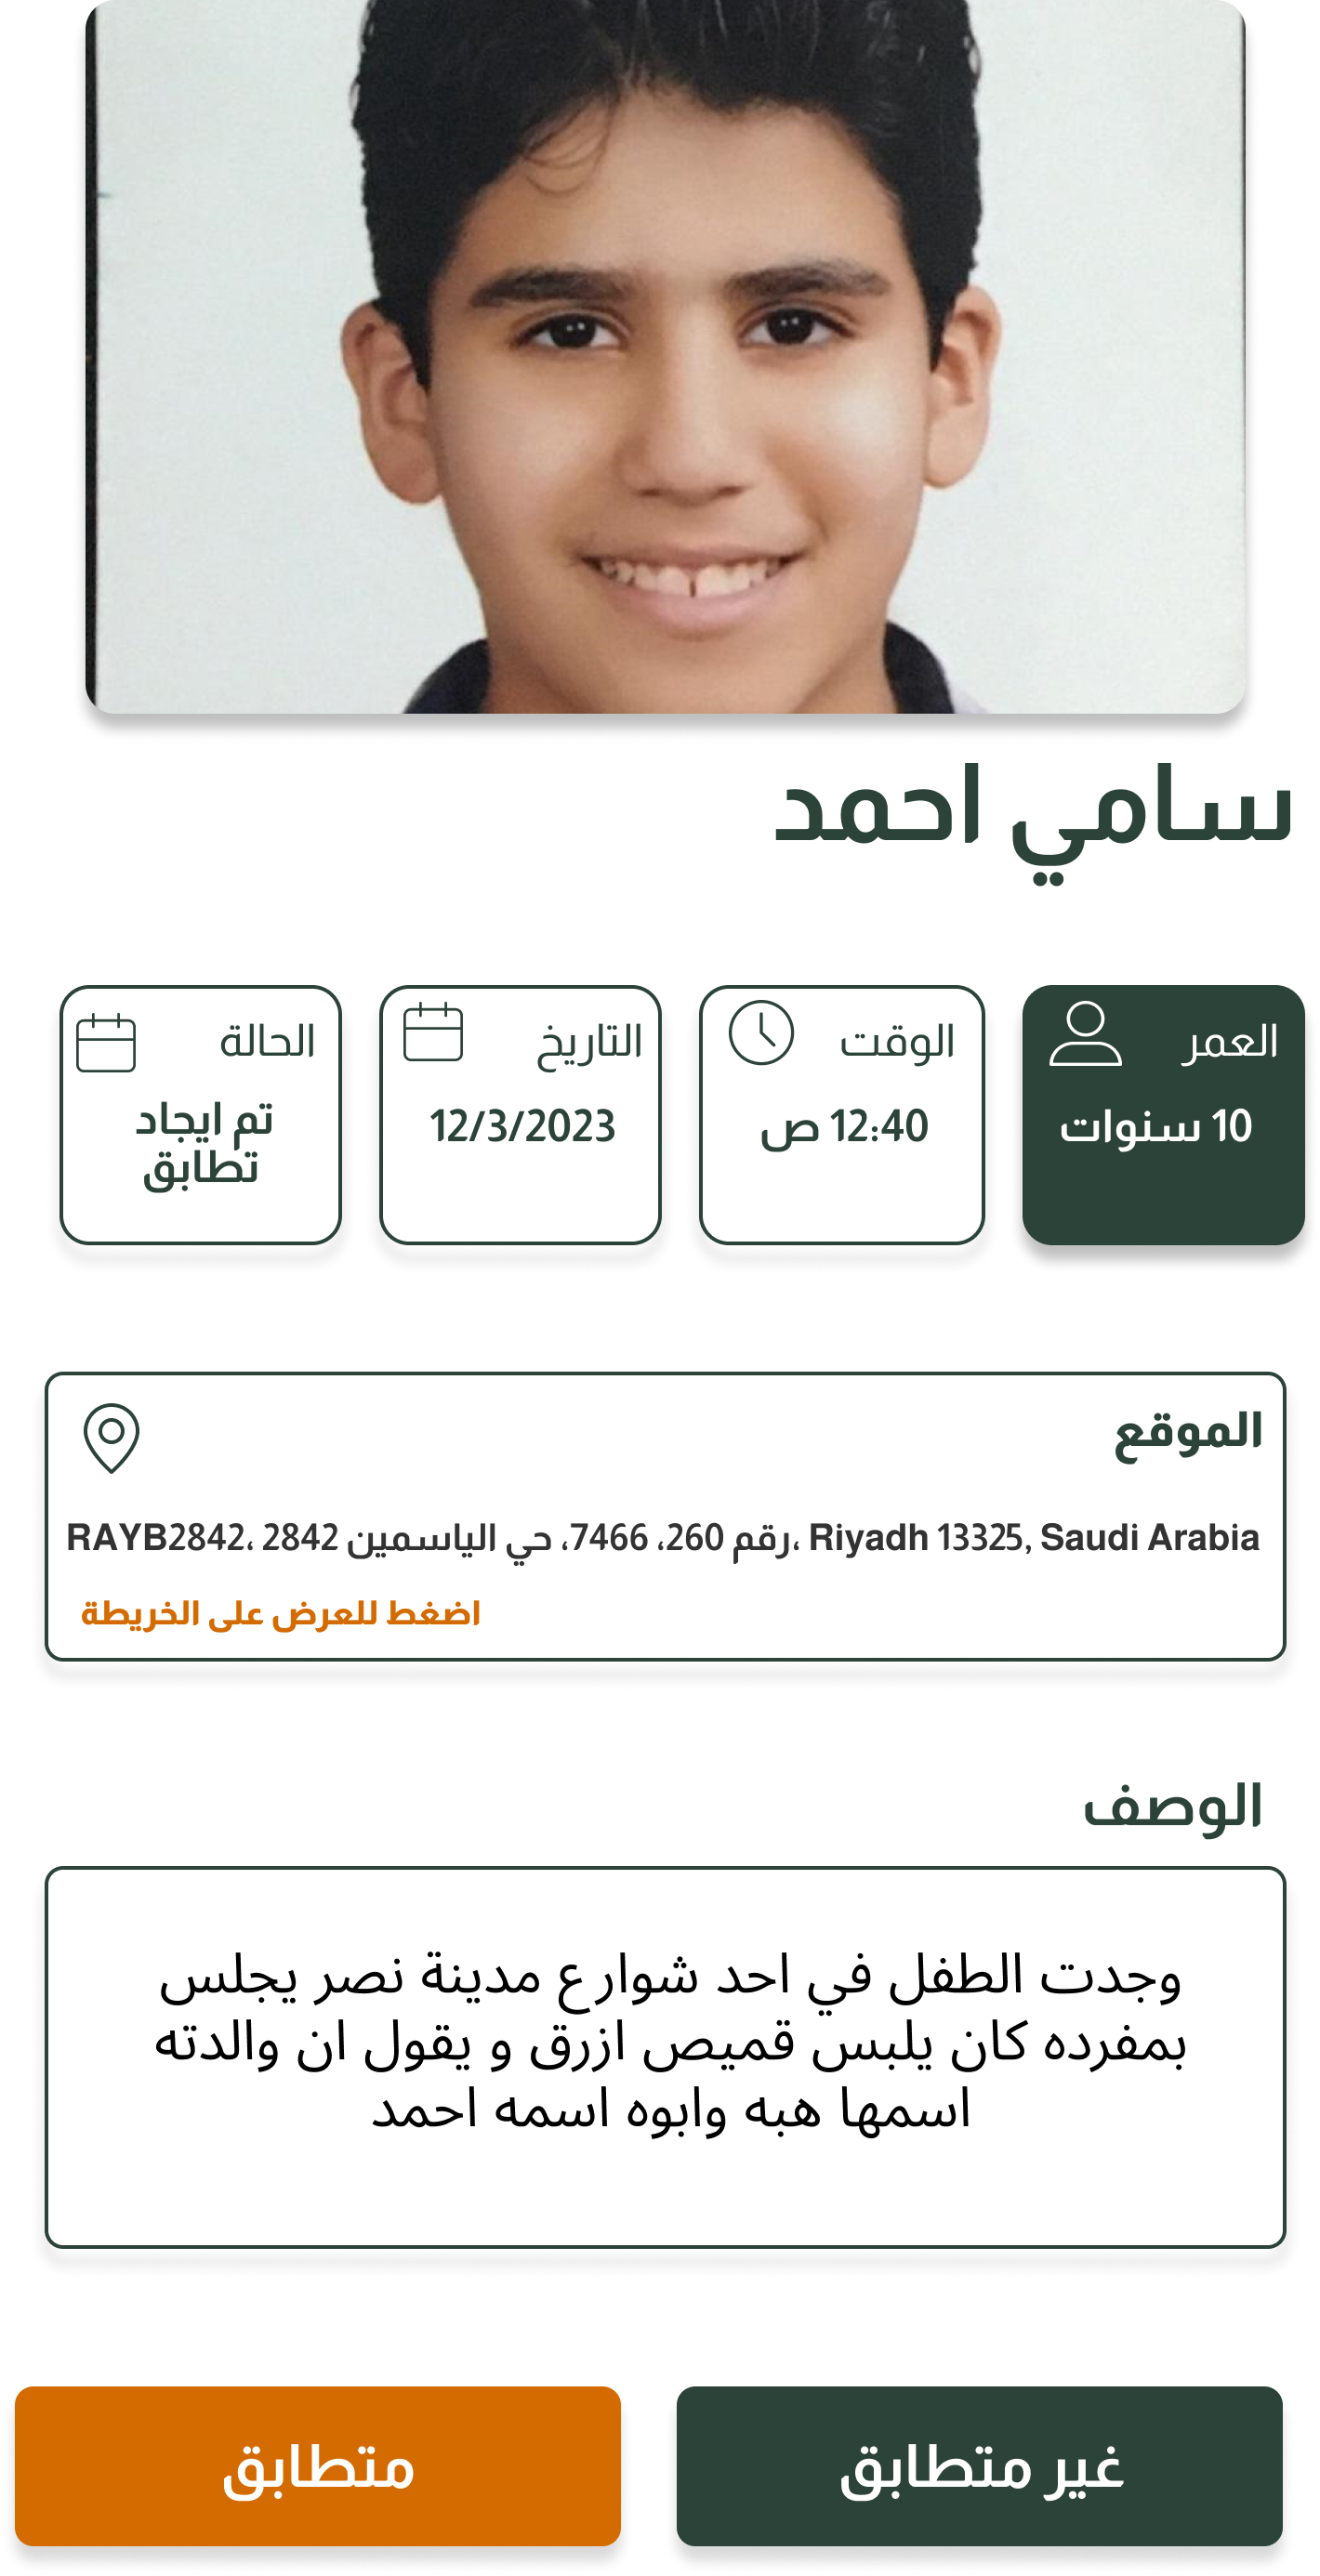 سامي احمد
العمر
10 سنوات
الوقت
12:40 ص
التاريخ
12/3/2023
الحالة
تم ايجاد
تطابق
الموقع
RAYB2842، 2842 رقم 260، 7466، حي الياسمين، Riyadh 13325, Saudi Arabia
اضغط للعرض على الخريطة
الوصف
وجدت الطفل في احد شوارع مدينة نصر يجلس
بمفرده كان يلبس قميص ازرق و يقول ان والدته
اسمها هبه وابوه اسمه احمد
غير متطابق
متطابق